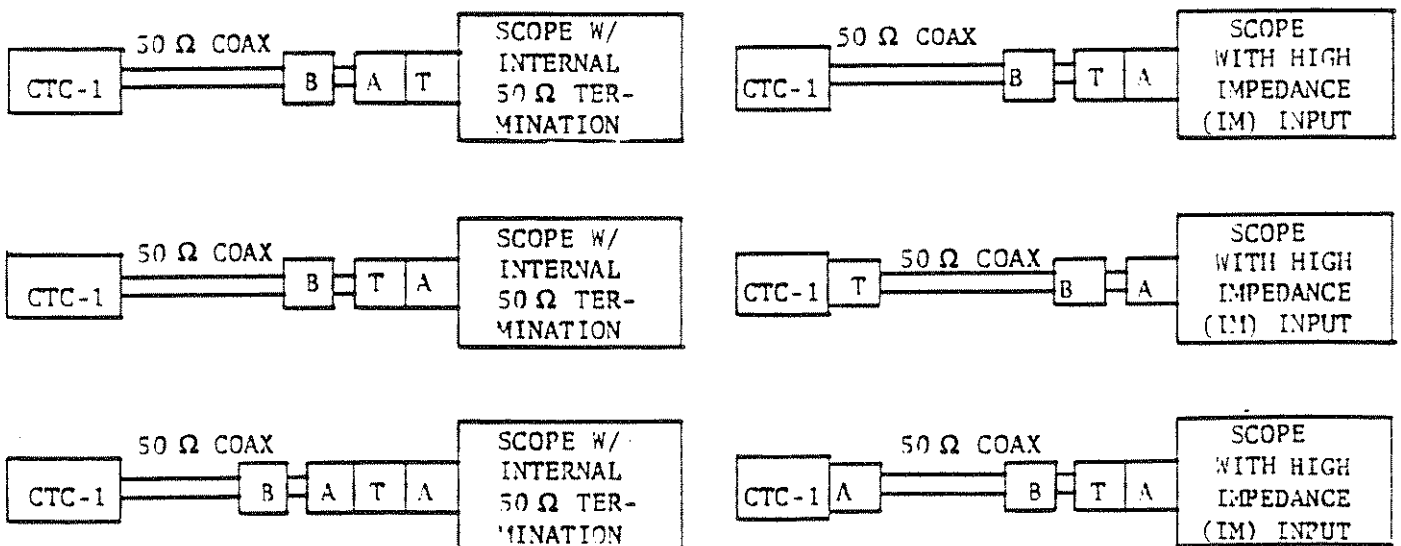 50 Ω COAX
CTC-1
B
A
T
SCOPE W/
INTERNAL
50 Ω TER-
MINATION
50 Ω COAX
CTC-1
B
T
A
SCOPE
WITH HIGH
IMPEDANCE
(IM) INPUT
50 Ω COAX
CTC-1
B
T
A
SCOPE W/
INTERNAL
50 Ω TER-
MINATION
CTC-1
T
50 Ω COAX
B
A
SCOPE
WITH HIGH
IMPEDANCE
(IM) INPUT
50 Ω COAX
CTC-1
B
A
T
A
SCOPE W/
INTERNAL
50 Ω TER-
MINATION
50 Ω COAX
CTC-1
A
B
T
A
SCOPE
WITH HIGH
IMPEDANCE
(IM) INPUT